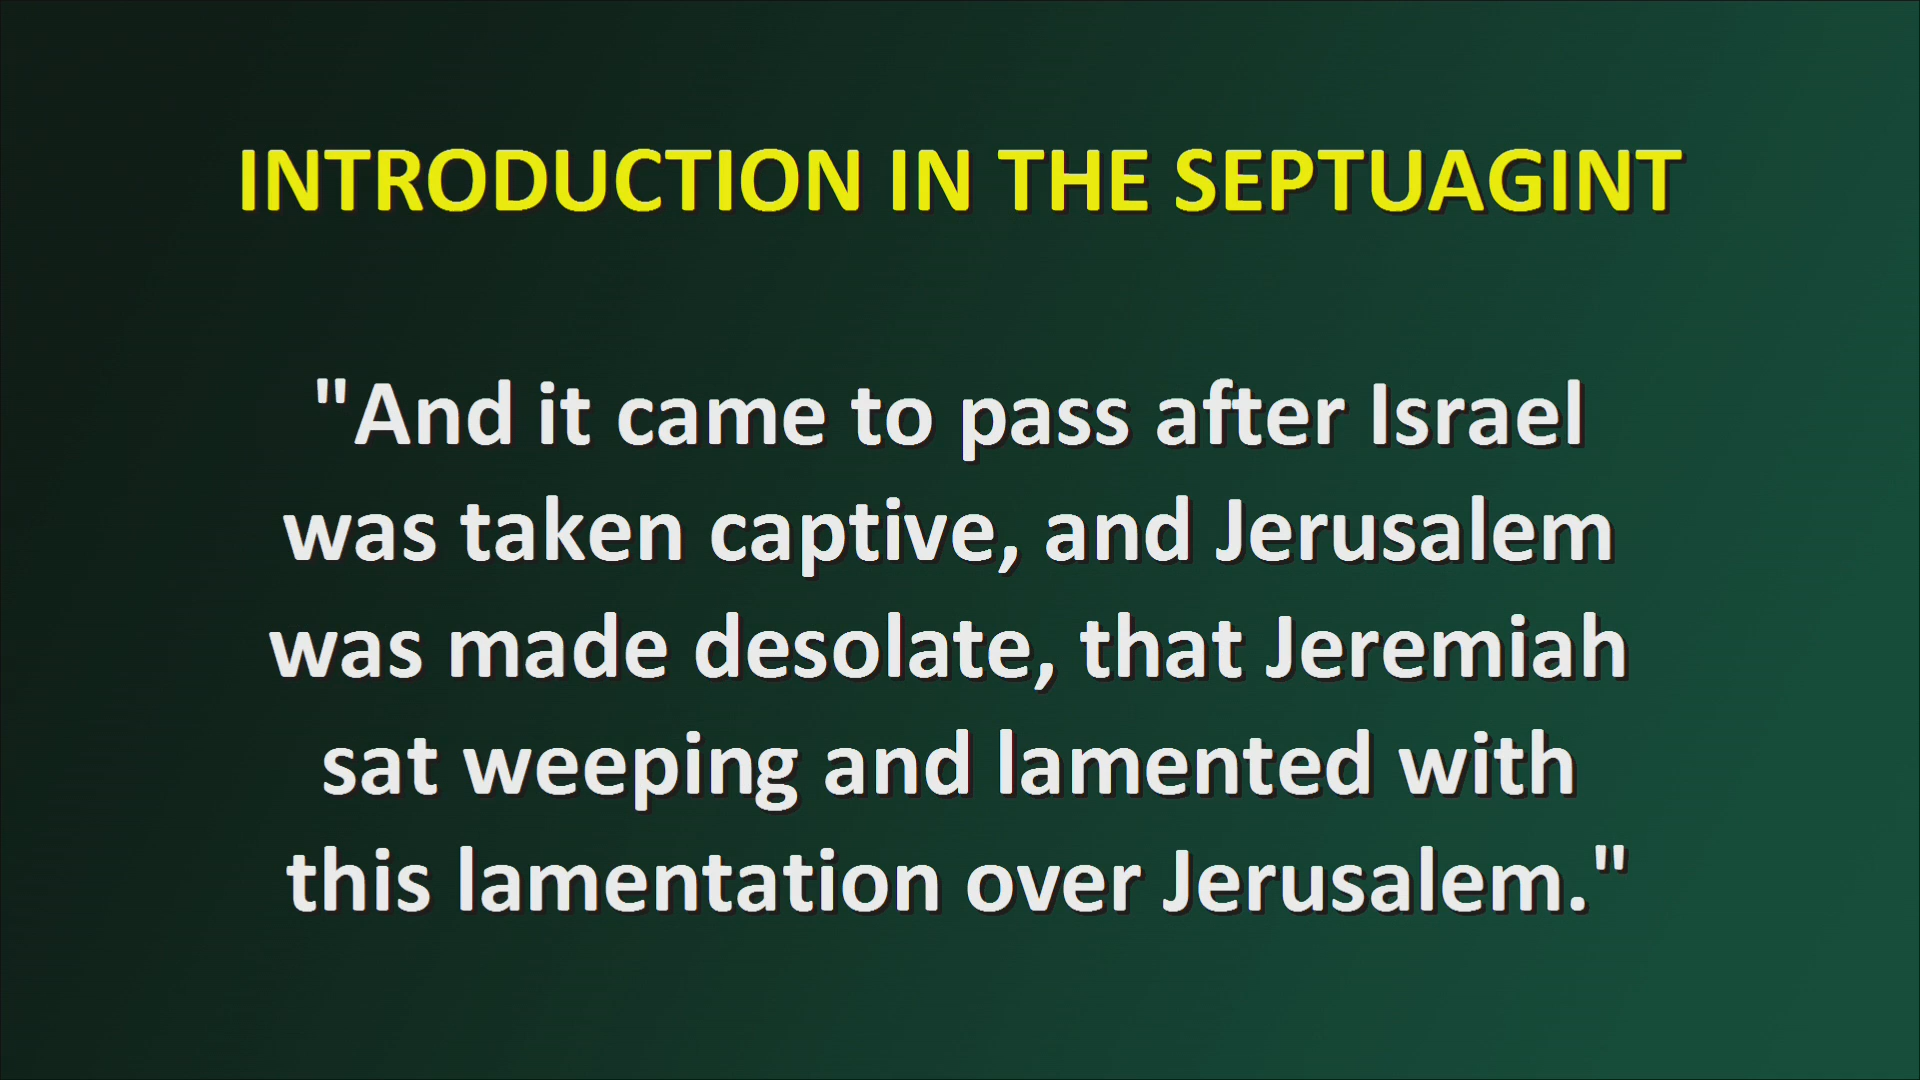 INTRODUCTION IN THE SEPTUAGINT
"And it came to pass after Israel
was taken captive, and Jerusalem
was made desolate, that Jeremiah
sat weeping and lamented with
this lamentation over Jerusalem."